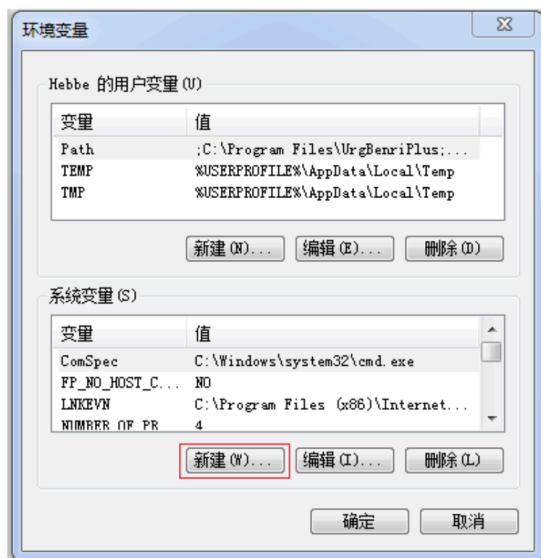 环境变量
Hebbe 的用户变量(U)
变量 值
Path ;C:\Program Files\UrgBenriPlus;...
TEMP %USERPROFILE%\AppData\Local\Temp
TMP %USERPROFILE%\AppData\Local\Temp
新建(N)... 编辑(E)... 删除(D)
系统变量(S)
变量 值
ComSpec C:\Windows\system32\cmd.exe
FP_NO_HOST_C... NO
LNKEVN C:\Program Files (x86)\Internet...
NUMBER_OF_PR 4
新建(W)... 编辑(I)... 删除(L)
确定 取消